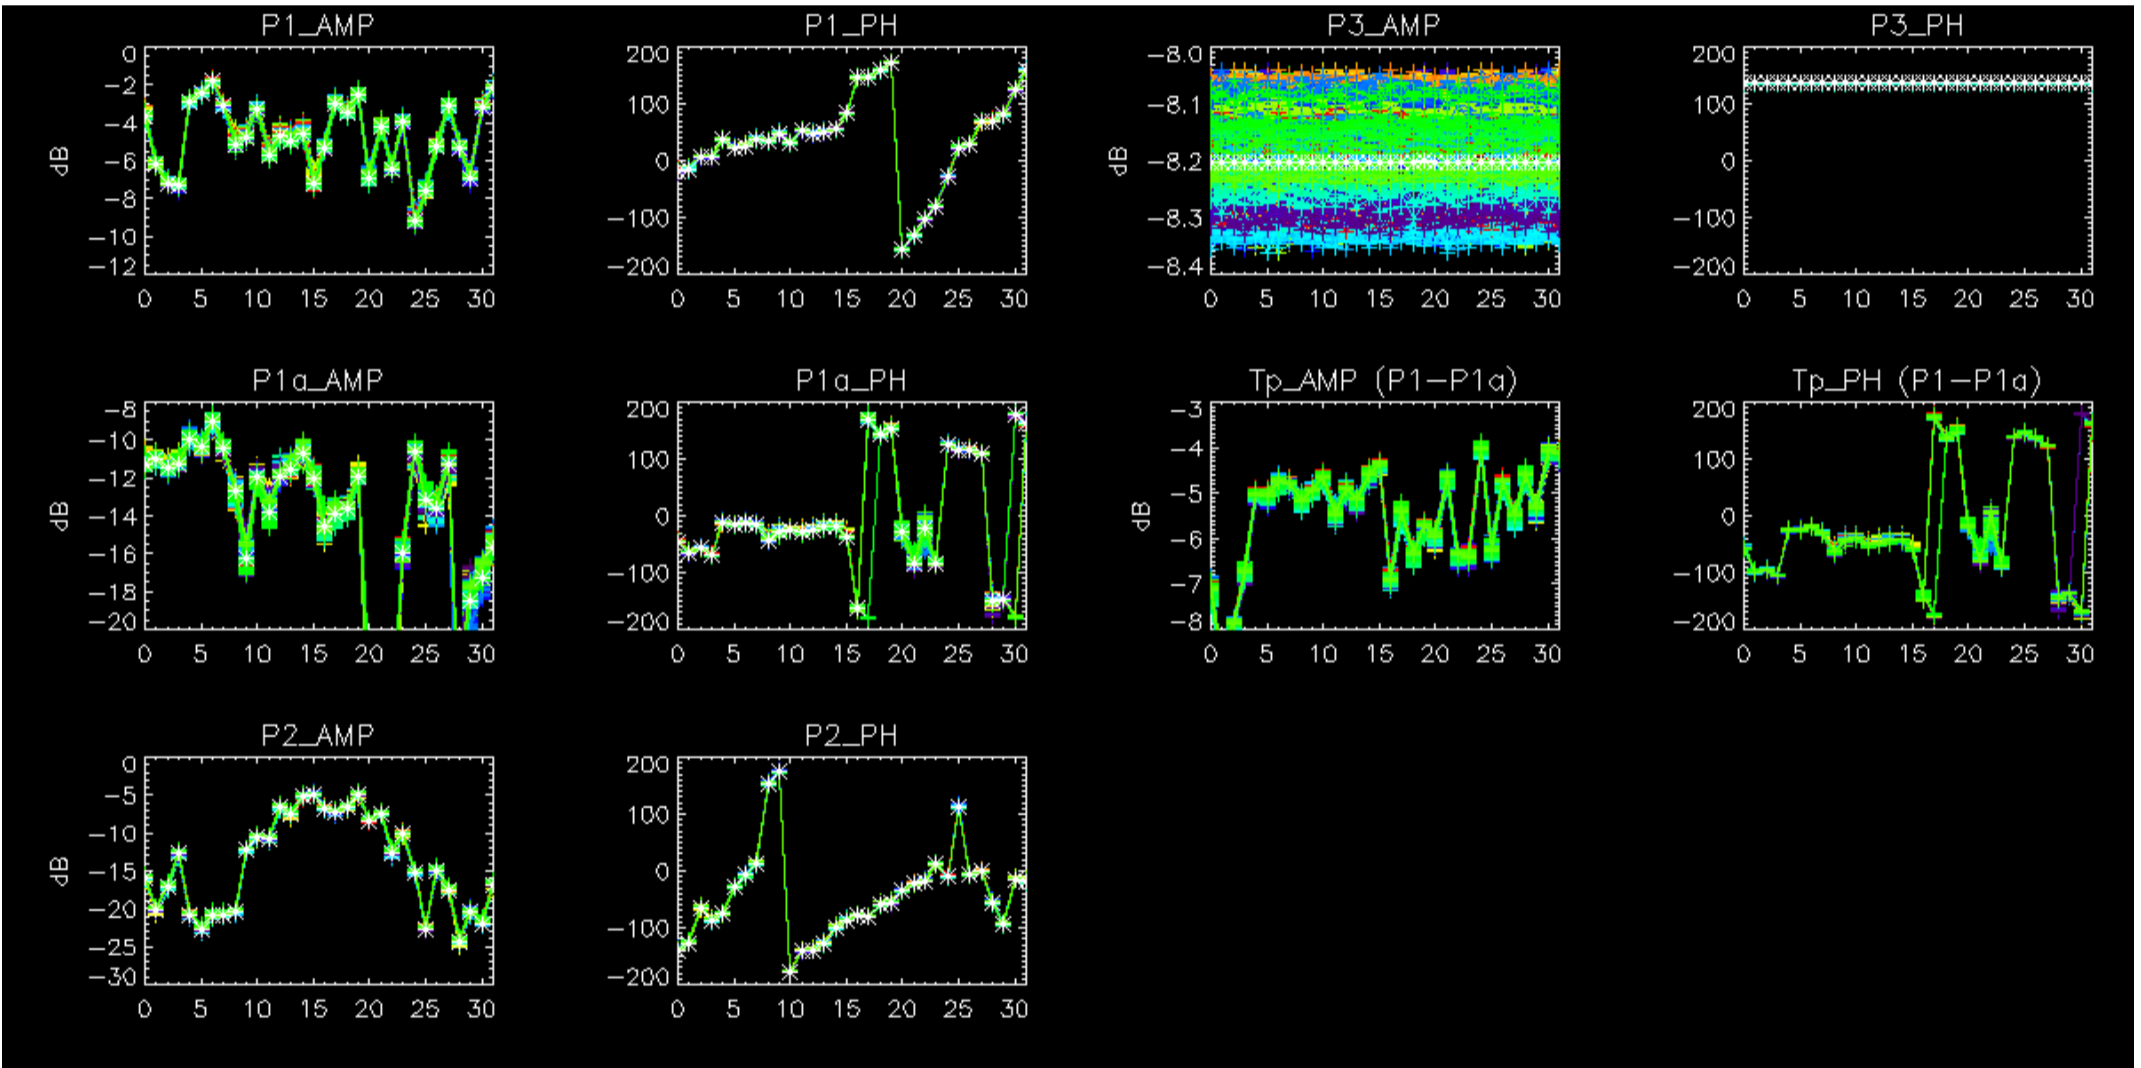 P1_AMP
0
−2
−4
−6
−8
−10
−12
dB
0 5 10 15 20 25 30
P1_PH
200
100
0
−100
−200
0 5 10 15 20 25 30
P3_AMP
−8.0
−8.1
−8.2
−8.3
−8.4
dB
0 5 10 15 20 25 30
P3_PH
200
100
0
−100
−200
0 5 10 15 20 25 30
P1a_AMP
−8
−10
−12
−14
−16
−18
−20
dB
0 5 10 15 20 25 30
P1a_PH
200
100
0
−100
−200
0 5 10 15 20 25 30
Tp_AMP (P1−P1a)
−3
−4
−5
−6
−7
−8
dB
0 5 10 15 20 25 30
Tp_PH (P1−P1a)
200
100
0
−100
−200
0 5 10 15 20 25 30
P2_AMP
0
−5
−10
−15
−20
−25
−30
dB
0 5 10 15 20 25 30
P2_PH
200
100
0
−100
−200
0 5 10 15 20 25 30